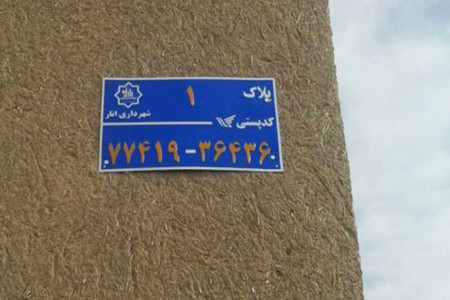 پلاک ۱
کدپستی
شهرداری انار
۷۷۴۱۹-۳۶۴۳۶